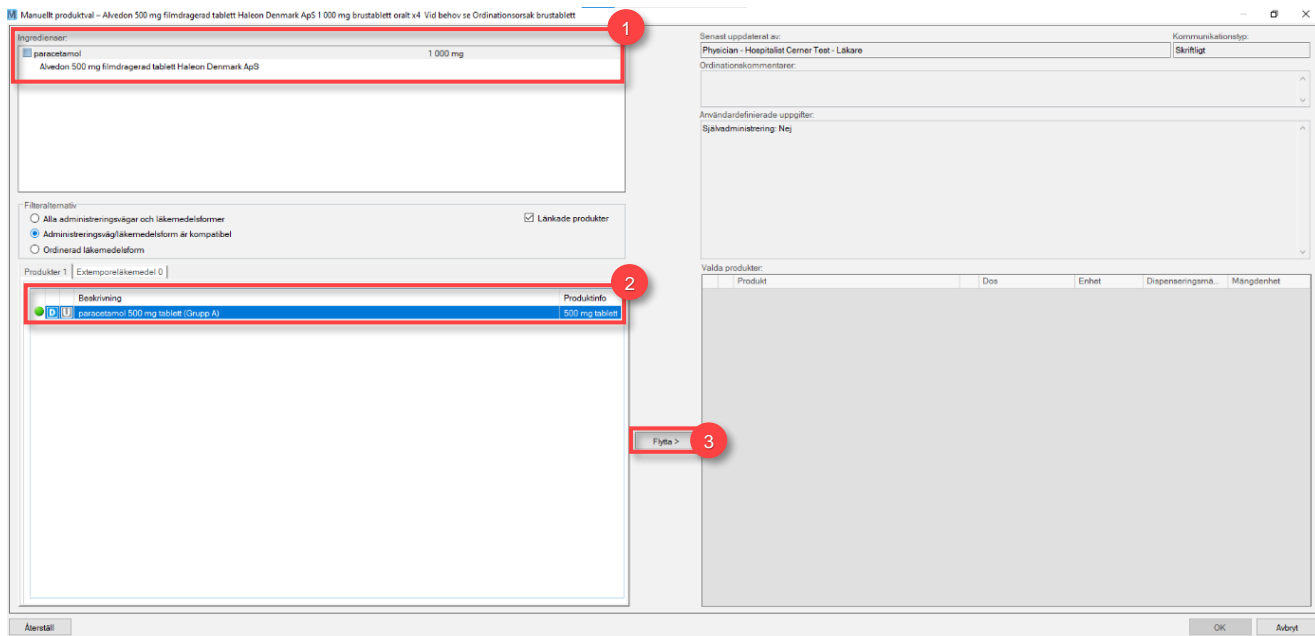 Manuellt produktval – Alvedon 500 mg filmdragerad tablett Haleon Denmark ApS 1 000 mg brustablett oralt x4 Vid behov se Ordinationsorsak brustablett
1
Ingredienser:
paracetamol 1 000 mg
Alvedon 500 mg filmdragerad tablett Haleon Denmark ApS
Senast uppdaterat av: Kommunikationstyp:
Physician - Hospitalist Cerner Test - Läkare Skriftligt
Ordinationskommentarer:
Användardefinierade uppgifter:
Självadministrering: Nej
Filteralternativ
Alla administreringsvägar och läkemedelsformer
Länkade produkter
Administreringsväg/läkemedelsform är kompatibel
Ordinerad läkemedelsform
Produkter 1 Extemporeläkemedel 0
2
Beskrivning Produktinfo
D U paracetamol 500 mg tablett (Grupp A) 500 mg tablett
Flytta >
3
Valda produkter:
Produkt Dos Enhet Dispenseringsmä... Mängdenhet
Återställ
OK Avbryt